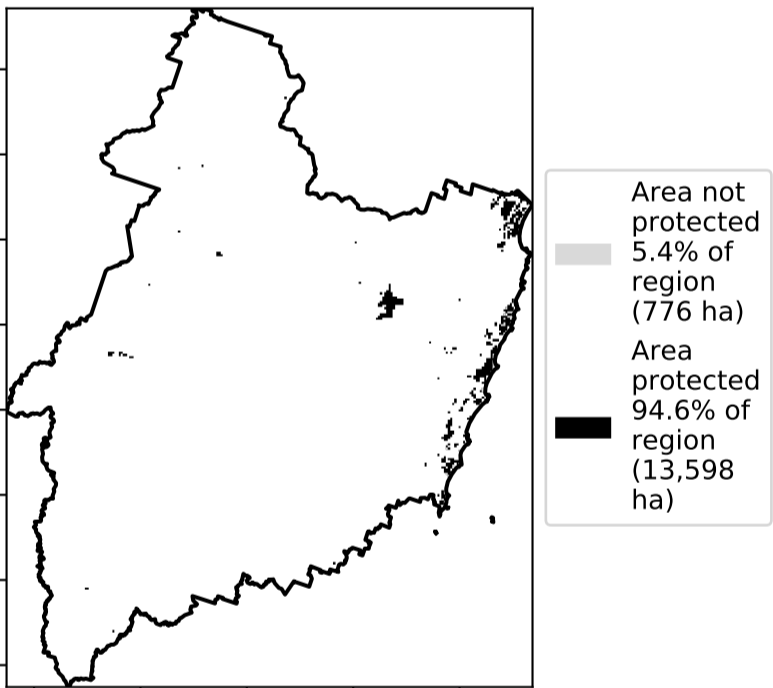 Area not
protected
5.4% of
region
(776 ha)
Area
protected
94.6% of
region
(13,598
ha)